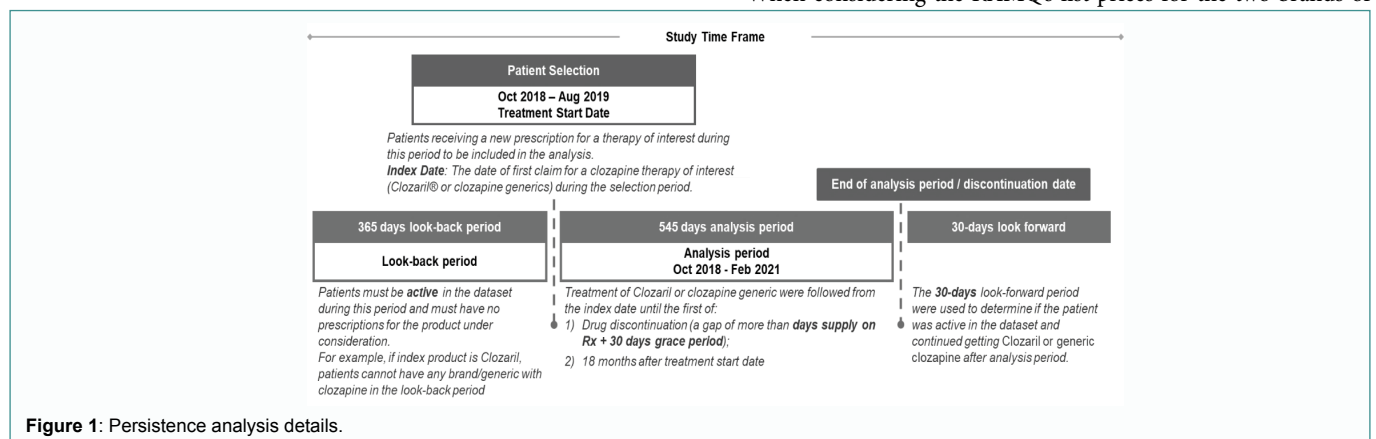 When considering the RAMQs list prices for the two brands of
Study Time Frame
Patient Selection
Oct 2018 – Aug 2019
Treatment Start Date
Patients receiving a new prescription for a therapy of interest during
this period to be included in the analysis.
Index Date: The date of first claim for a clozapine therapy of interest
(Clozaril® or clozapine generics) during the selection period.
End of analysis period / discontinuation date
365 days look-back period
Look-back period
Patients must be active in the dataset
during this period and must have no
prescriptions for the product under
consideration.
For example, if index product is Clozaril,
patients cannot have any brand/generic with
clozapine in the look-back period
545 days analysis period
Analysis period
Oct 2018 - Feb 2021
Treatment of Clozaril or clozapine generic were followed from
the index date until the first of:
1) Drug discontinuation (a gap of more than days supply on
Rx + 30 days grace period);
2) 18 months after treatment start date
30-days look forward
The 30-days look-forward period
were used to determine if the patient
was active in the dataset and
continued getting Clozaril or generic
clozapine after analysis period.
Figure 1: Persistence analysis details.